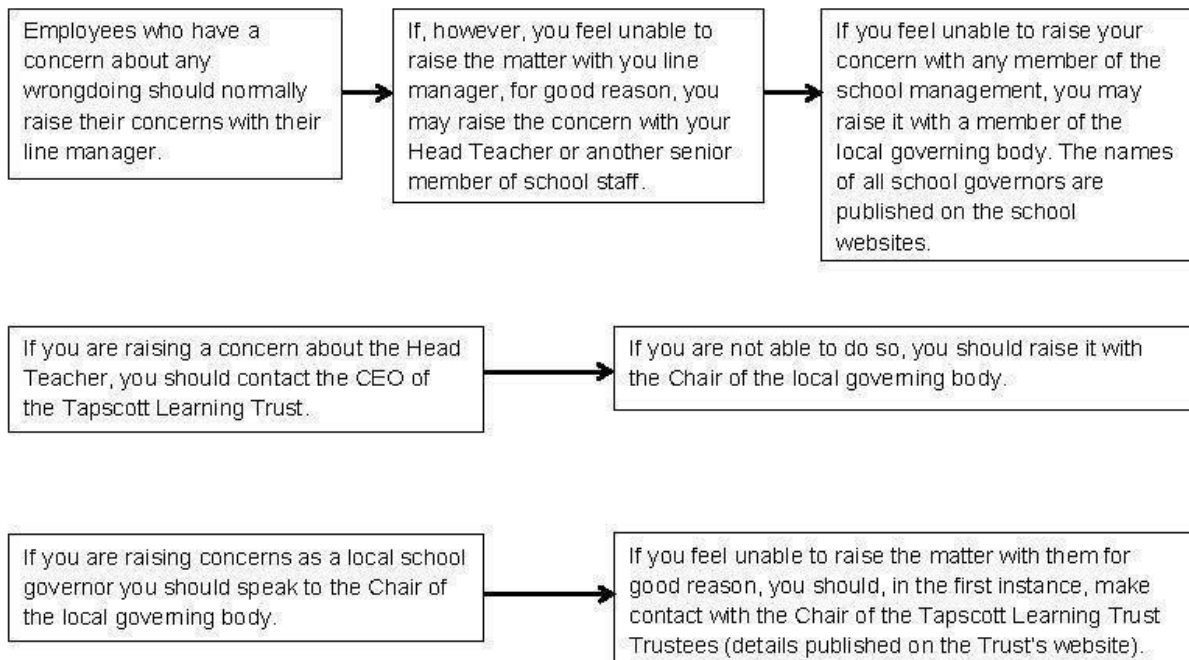 Employees who have a
concern about any
wrongdoing should normally
raise their concerns with their
line manager.
If, however, you feel unable to
raise the matter with you line
manager, for good reason, you
may raise the concern with your
Head Teacher or another senior
member of school staff.
If you feel unable to raise your
concern with any member of the
school management, you may
raise it with a member of the
local governing body. The names
of all school governors are
published on the school
websites.
If you are raising a concern about the Head
Teacher, you should contact the CEO of
the Tapscott Learning Trust.
If you are not able to do so, you should raise it with
the Chair of the local governing body.
If you are raising concerns as a local school
governor you should speak to the Chair of
the local governing body.
If you feel unable to raise the matter with them for
good reason, you should, in the first instance, make
contact with the Chair of the Tapscott Learning Trust
Trustees (details published on the Trust's website).